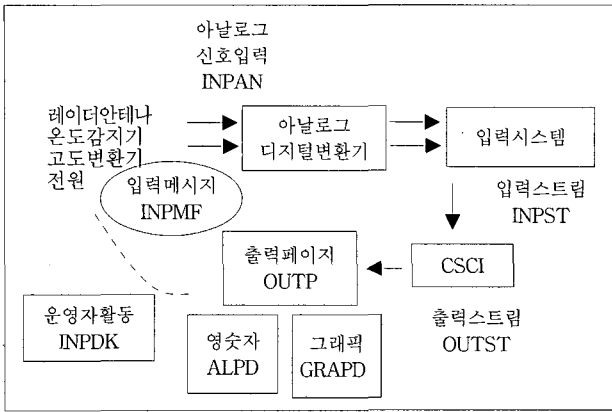 아날로그
신호입력
INPAN
레이더안테나
온도감지기
고도변환기
전원
아날로그
디지털변환기
입력시스템
입력메시지
INPMF
입력스트림
INPST
출력페이지
OUTP
CSCI
운영자활동
INPDK
영숫자
ALPD
그래픽
GRAPD
출력스트림
OUTST